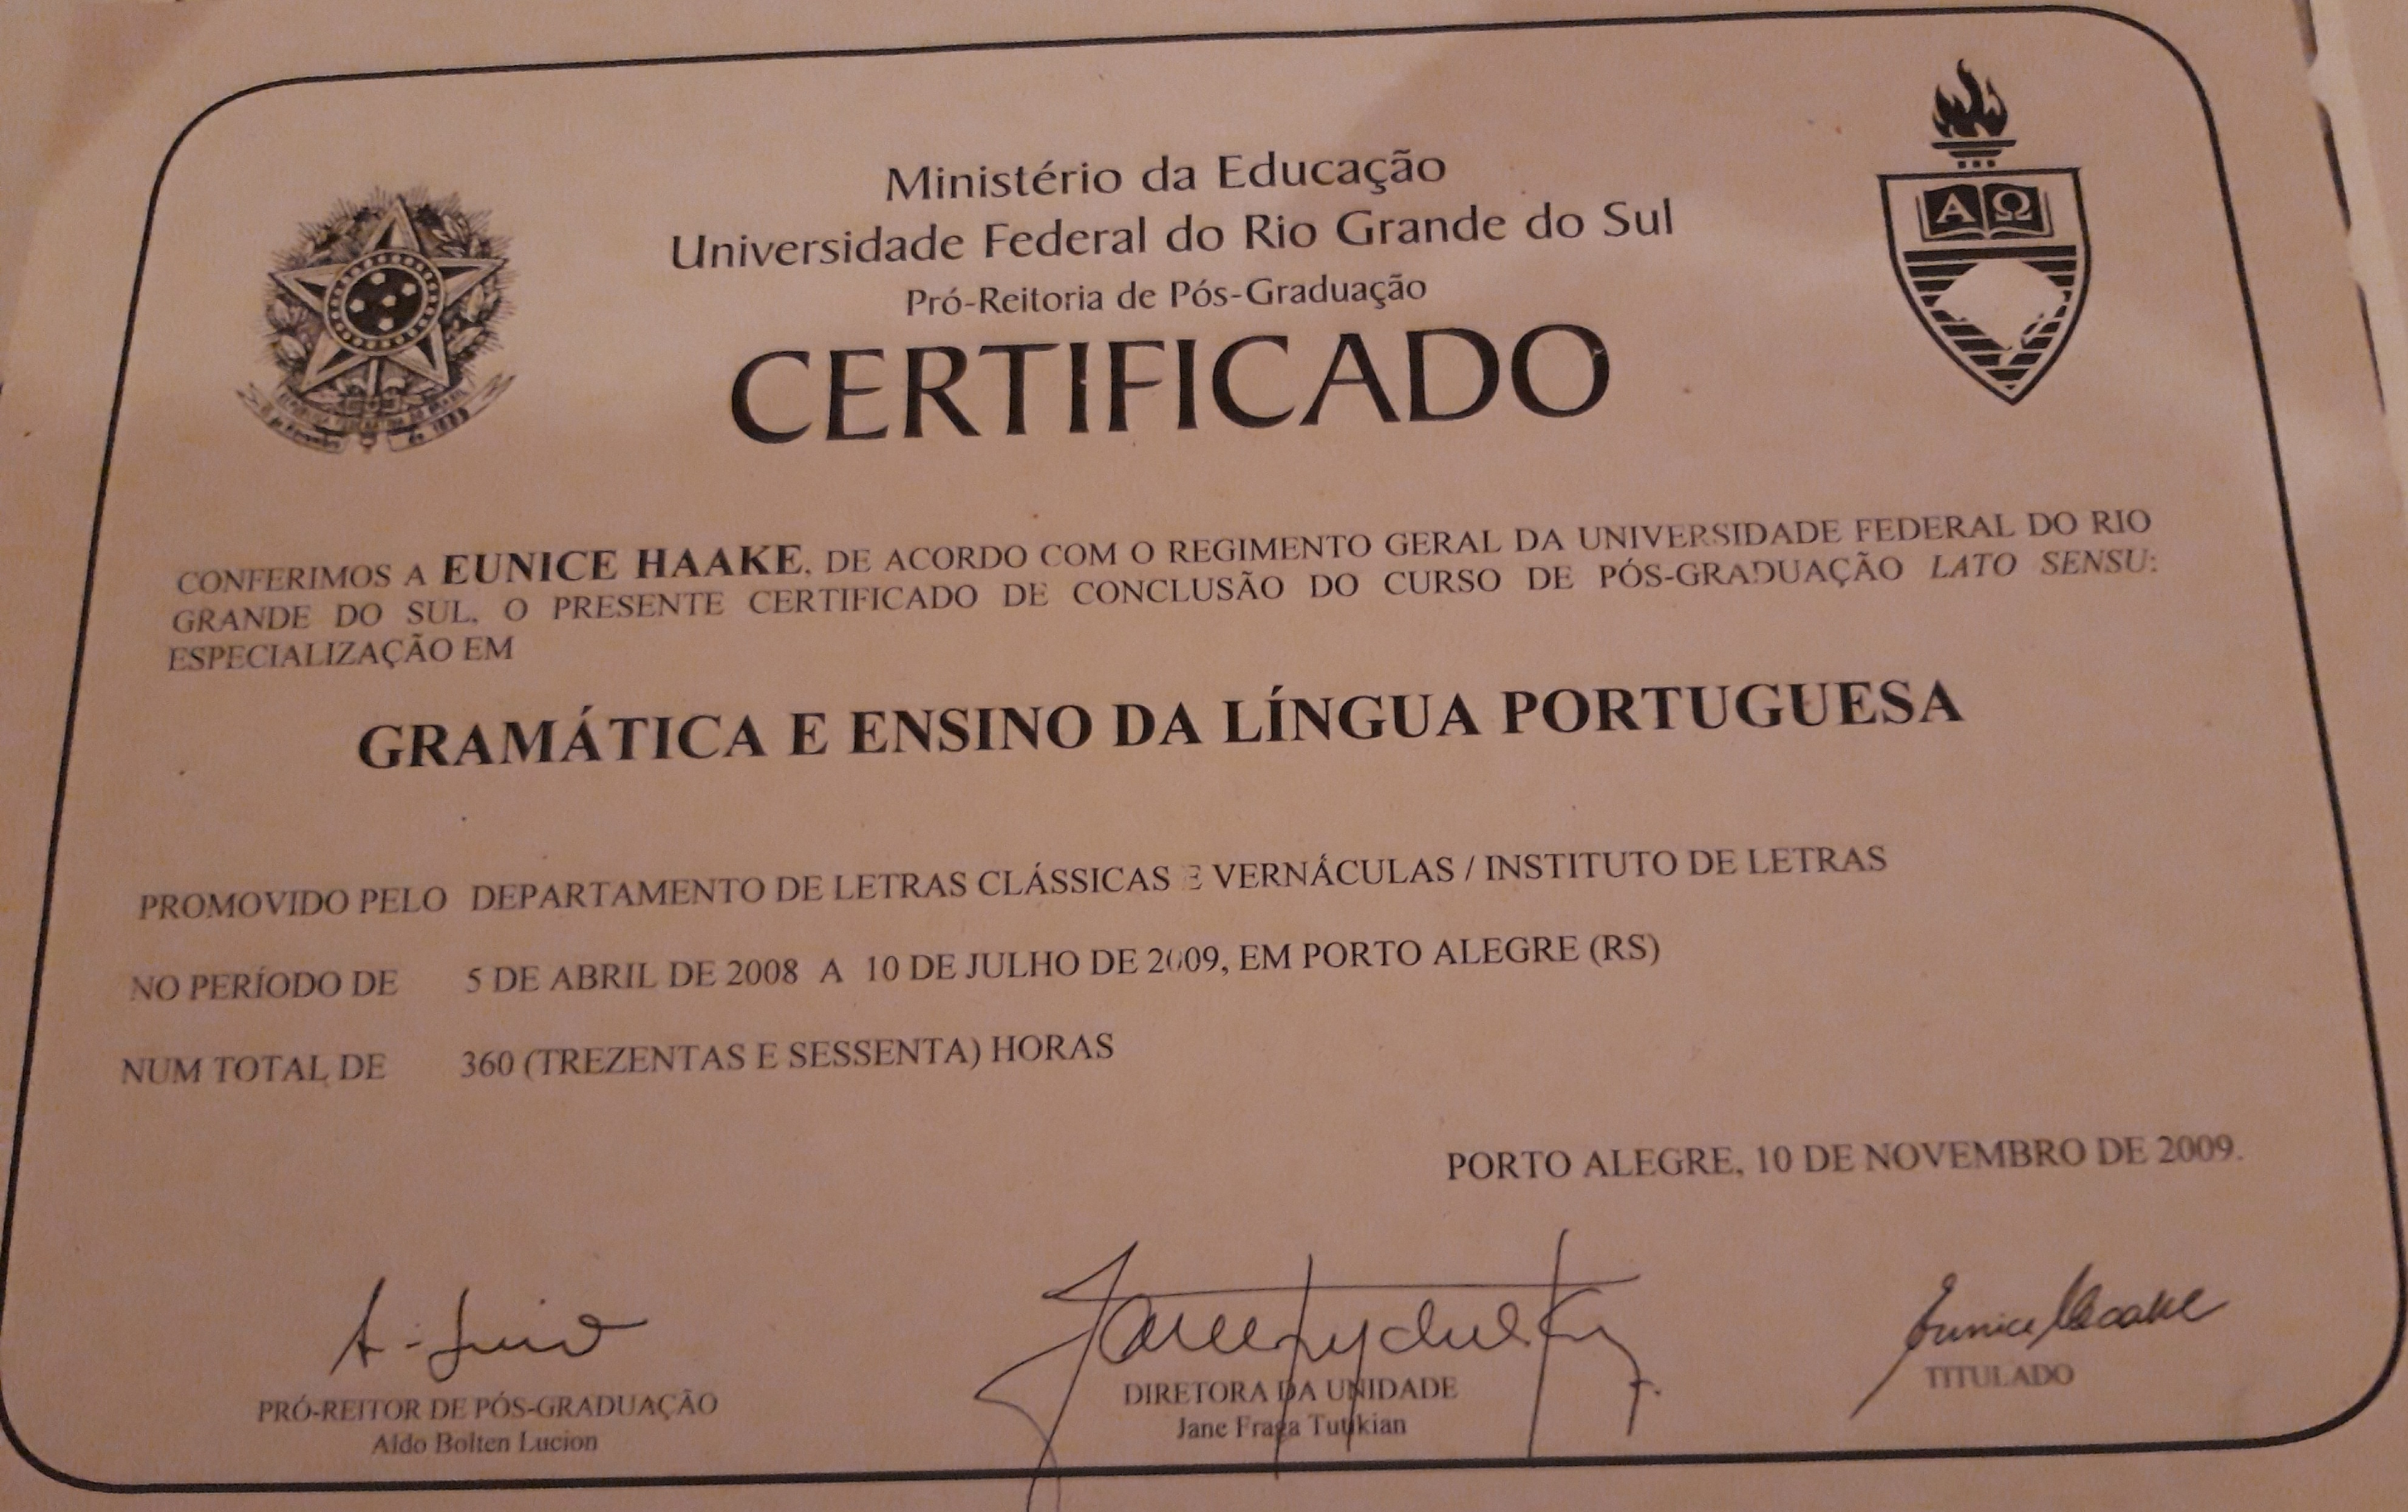 Ministério da Educação
Universidade Federal do Rio Grande do Sul
Pró-Reitoria de Pós-Graduação
CERTIFICADO
Α Ω
CONFERIMOS A EUNICE HAAKE, DE ACORDO COM O REGIMENTO GERAL DA UNIVERSIDADE FEDERAL DO RIO
GRANDE DO SUL, O PRESENTE CERTIFICADO DE CONCLUSÃO DO CURSO DE PÓS-GRADUAÇÃO LATO SENSU:
ESPECIALIZAÇÃO EM
GRAMÁTICA E ENSINO DA LÍNGUA PORTUGUESA
PROMOVIDO PELO DEPARTAMENTO DE LETRAS CLÁSSICAS E VERNÁCULAS / INSTITUTO DE LETRAS
NO PERÍODO DE 5 DE ABRIL DE 2008 A 10 DE JULHO DE 2009, EM PORTO ALEGRE (RS)
NUM TOTAL DE 360 (TREZENTAS E SESSENTA) HORAS
PORTO ALEGRE, 10 DE NOVEMBRO DE 2009.
Eunice Haake
PRÓ-REITOR DE PÓS-GRADUAÇÃO
Aldo Bolten Lucion
DIRETORA DA UNIDADE
Jane Fraga Tutikian
TITULADO